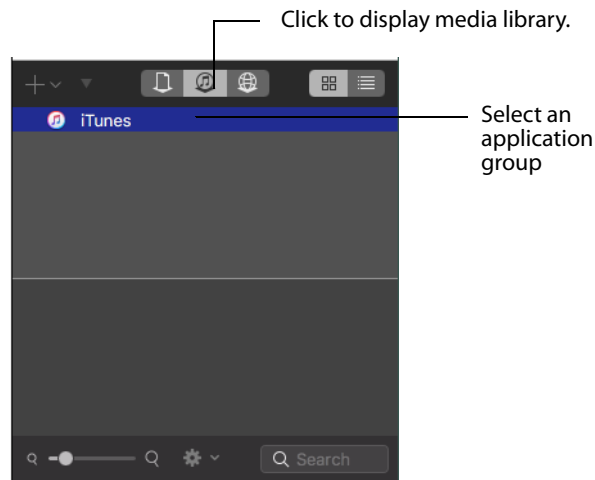 Click to display media library.
iTunes
Select an
application
group
Search